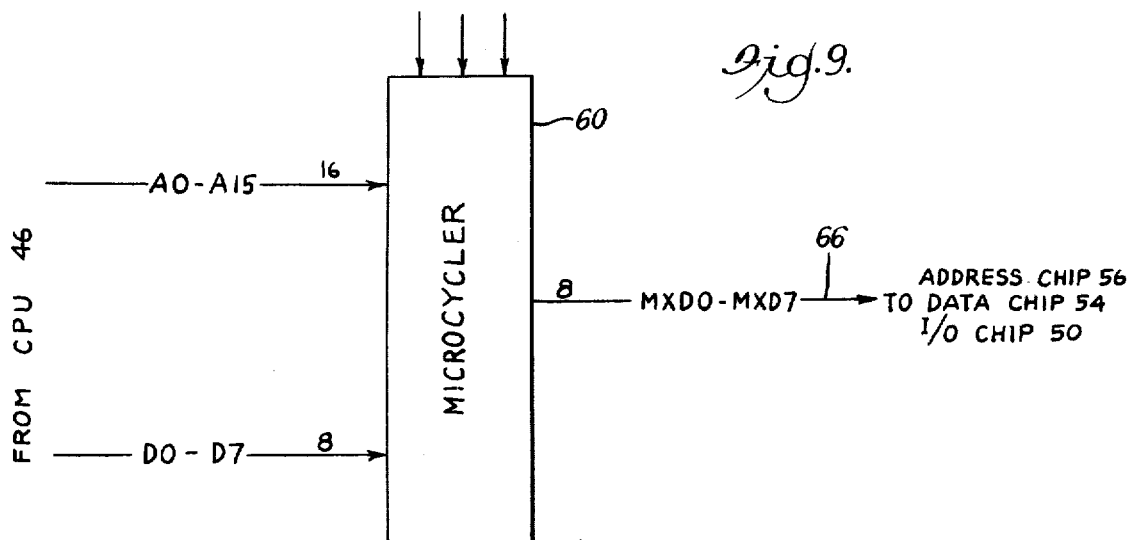 Fig.9.
60
A0-A15 16
FROM CPU 46
MICROCYCLER
66
8 MXD0-MXD7
ADDRESS CHIP 56
TO DATA CHIP 54
I/O CHIP 50
D0-D7 8